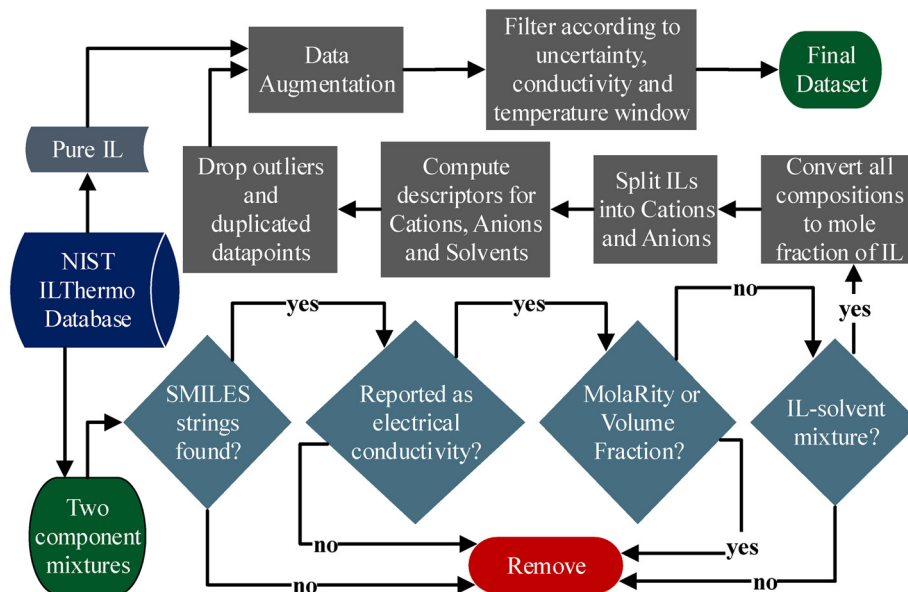 Data
Augmentation
Filter according to
uncertainty,
conductivity and
temperature window
Final
Dataset
Pure IL
Drop outliers
and
duplicated
datapoints
Compute
descriptors for
Cations, Anions
and Solvents
Split ILs
into Cations
and Anions
Convert all
compositions
to mole
fraction of IL
NIST
ILThermo
Database
yes
yes
no
yes
SMILES
strings
found?
Reported as
electrical
conductivity?
MolaRity or
Volume
Fraction?
IL-solvent
mixture?
Two
component
mixtures
no
no
Remove
yes
no